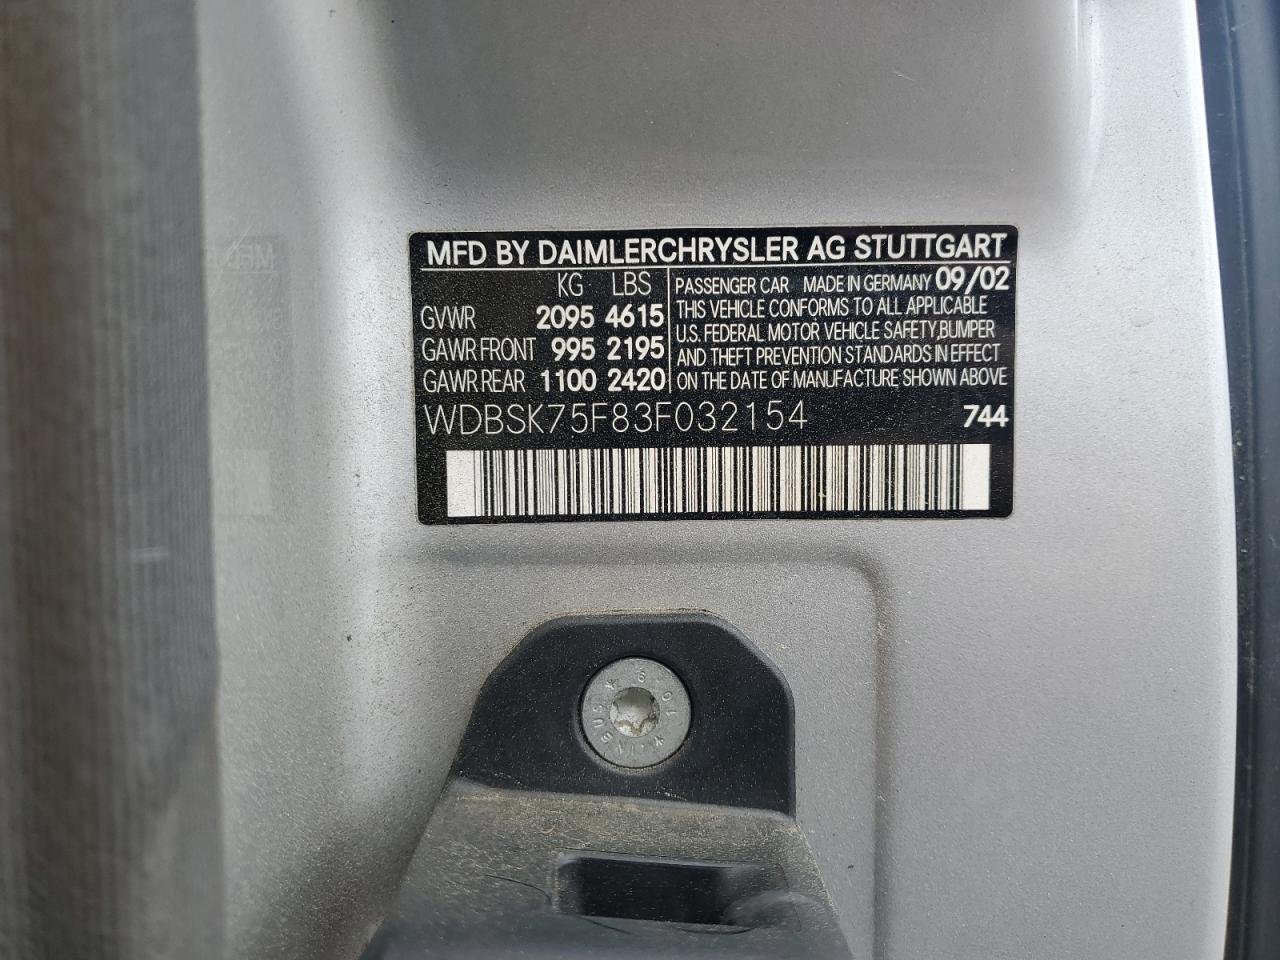 MFD BY DAIMLERCHRYSLER AG STUTTGART
KG LBS
GVWR 2095 4615
GAWR FRONT 995 2195
GAWR REAR 1100 2420
PASSENGER CAR MADE IN GERMANY 09/02
THIS VEHICLE CONFORMS TO ALL APPLICABLE
U.S. FEDERAL MOTOR VEHICLE SAFETY,BUMPER
AND THEFT PREVENTION STANDARDS IN EFFECT
ON THE DATE OF MANUFACTURE SHOWN ABOVE
WDBSK75F83F032154 744